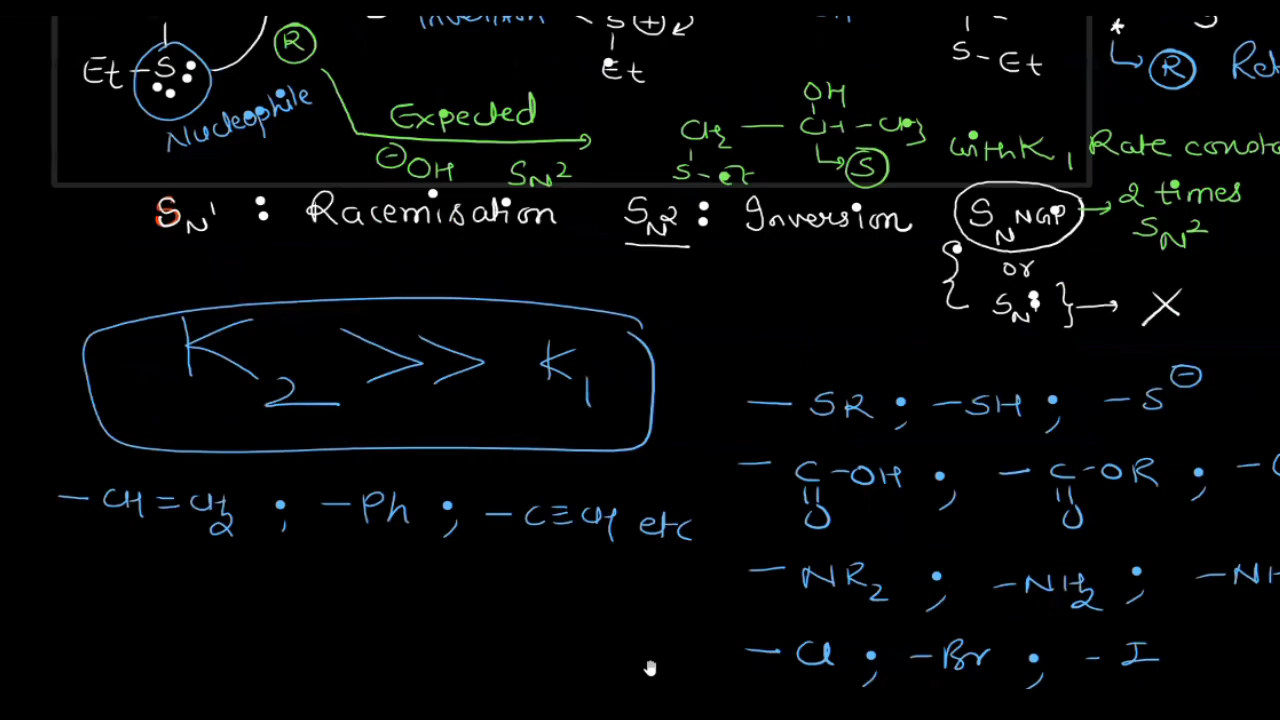 S ⊕
Et – S
R
Et
S – Et
R
Nucleophile
Expected
⊖OH SN2
OH
CH2 — CH – CH3
S – et
S
with K1 Rate consta
SN1 : Racemisation SN2 : Inversion SN NGP → 2 times
SN2
{ or
SN: } → X
K2 >> K1
– SR ; – SH ; – S⊖
– C – OH ; – C – OR ;
O O
– CH = CH2 ; – Ph ; – C ≡ CH etc
– NR2 ; – NH2 ; – NH
– Cl ; – Br ; – I